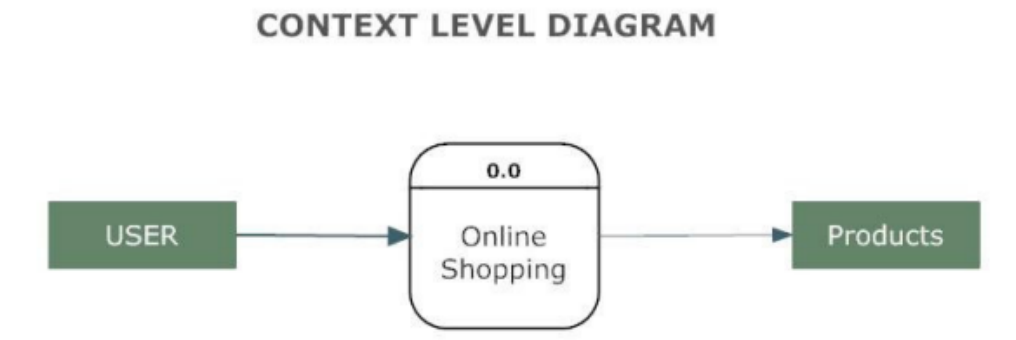 CONTEXT LEVEL DIAGRAM
0.0
USER
Online
Shopping
Products